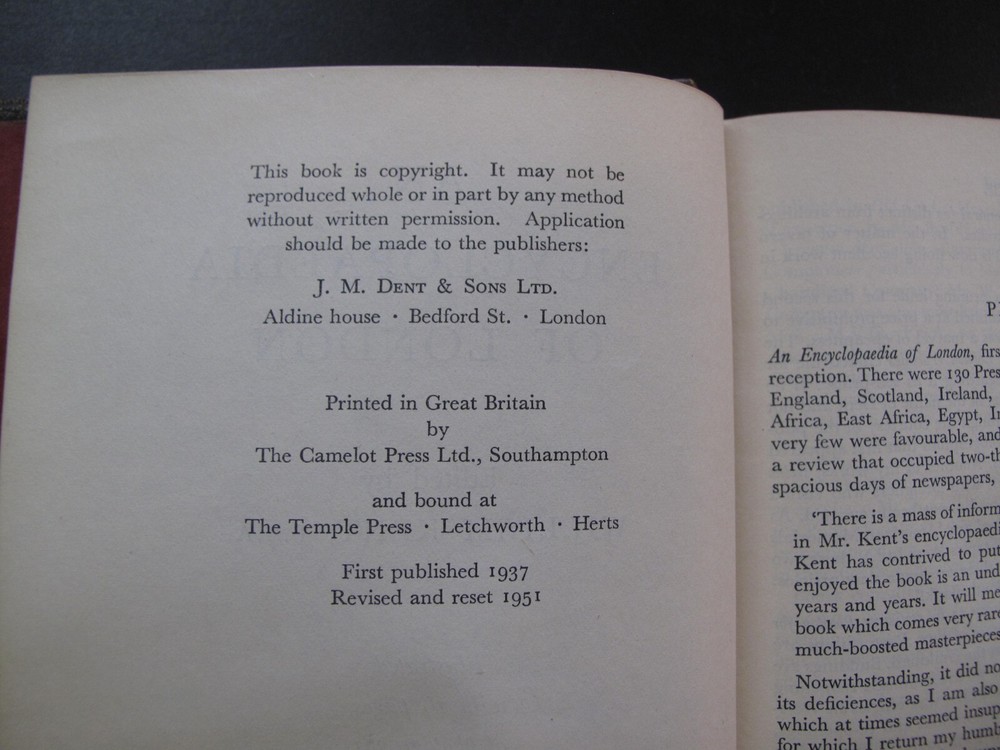 This book is copyright. It may not be
reproduced whole or in part by any method
without written permission. Application
should be made to the publishers:
J. M. DENT & SONS LTD.
Aldine house · Bedford St. · London
Printed in Great Britain
by
The Camelot Press Ltd., Southampton
and bound at
The Temple Press · Letchworth · Herts
First published 1937
Revised and reset 1951
An Encyclopaedia of London, firs
reception. There were 130 Pres
England, Scotland, Ireland,
Africa, East Africa, Egypt, I
very few were favourable, and
a review that occupied two-th
spacious days of newspapers,
‘There is a mass of inform
in Mr. Kent's encyclopaedi
Kent has contrived to put
enjoyed the book is an und
years and years. It will me
book which comes very rare
much-boosted masterpieces
Notwithstanding, it did no
its deficiences, as I am also
which at times seemed insup
for which I return my humb